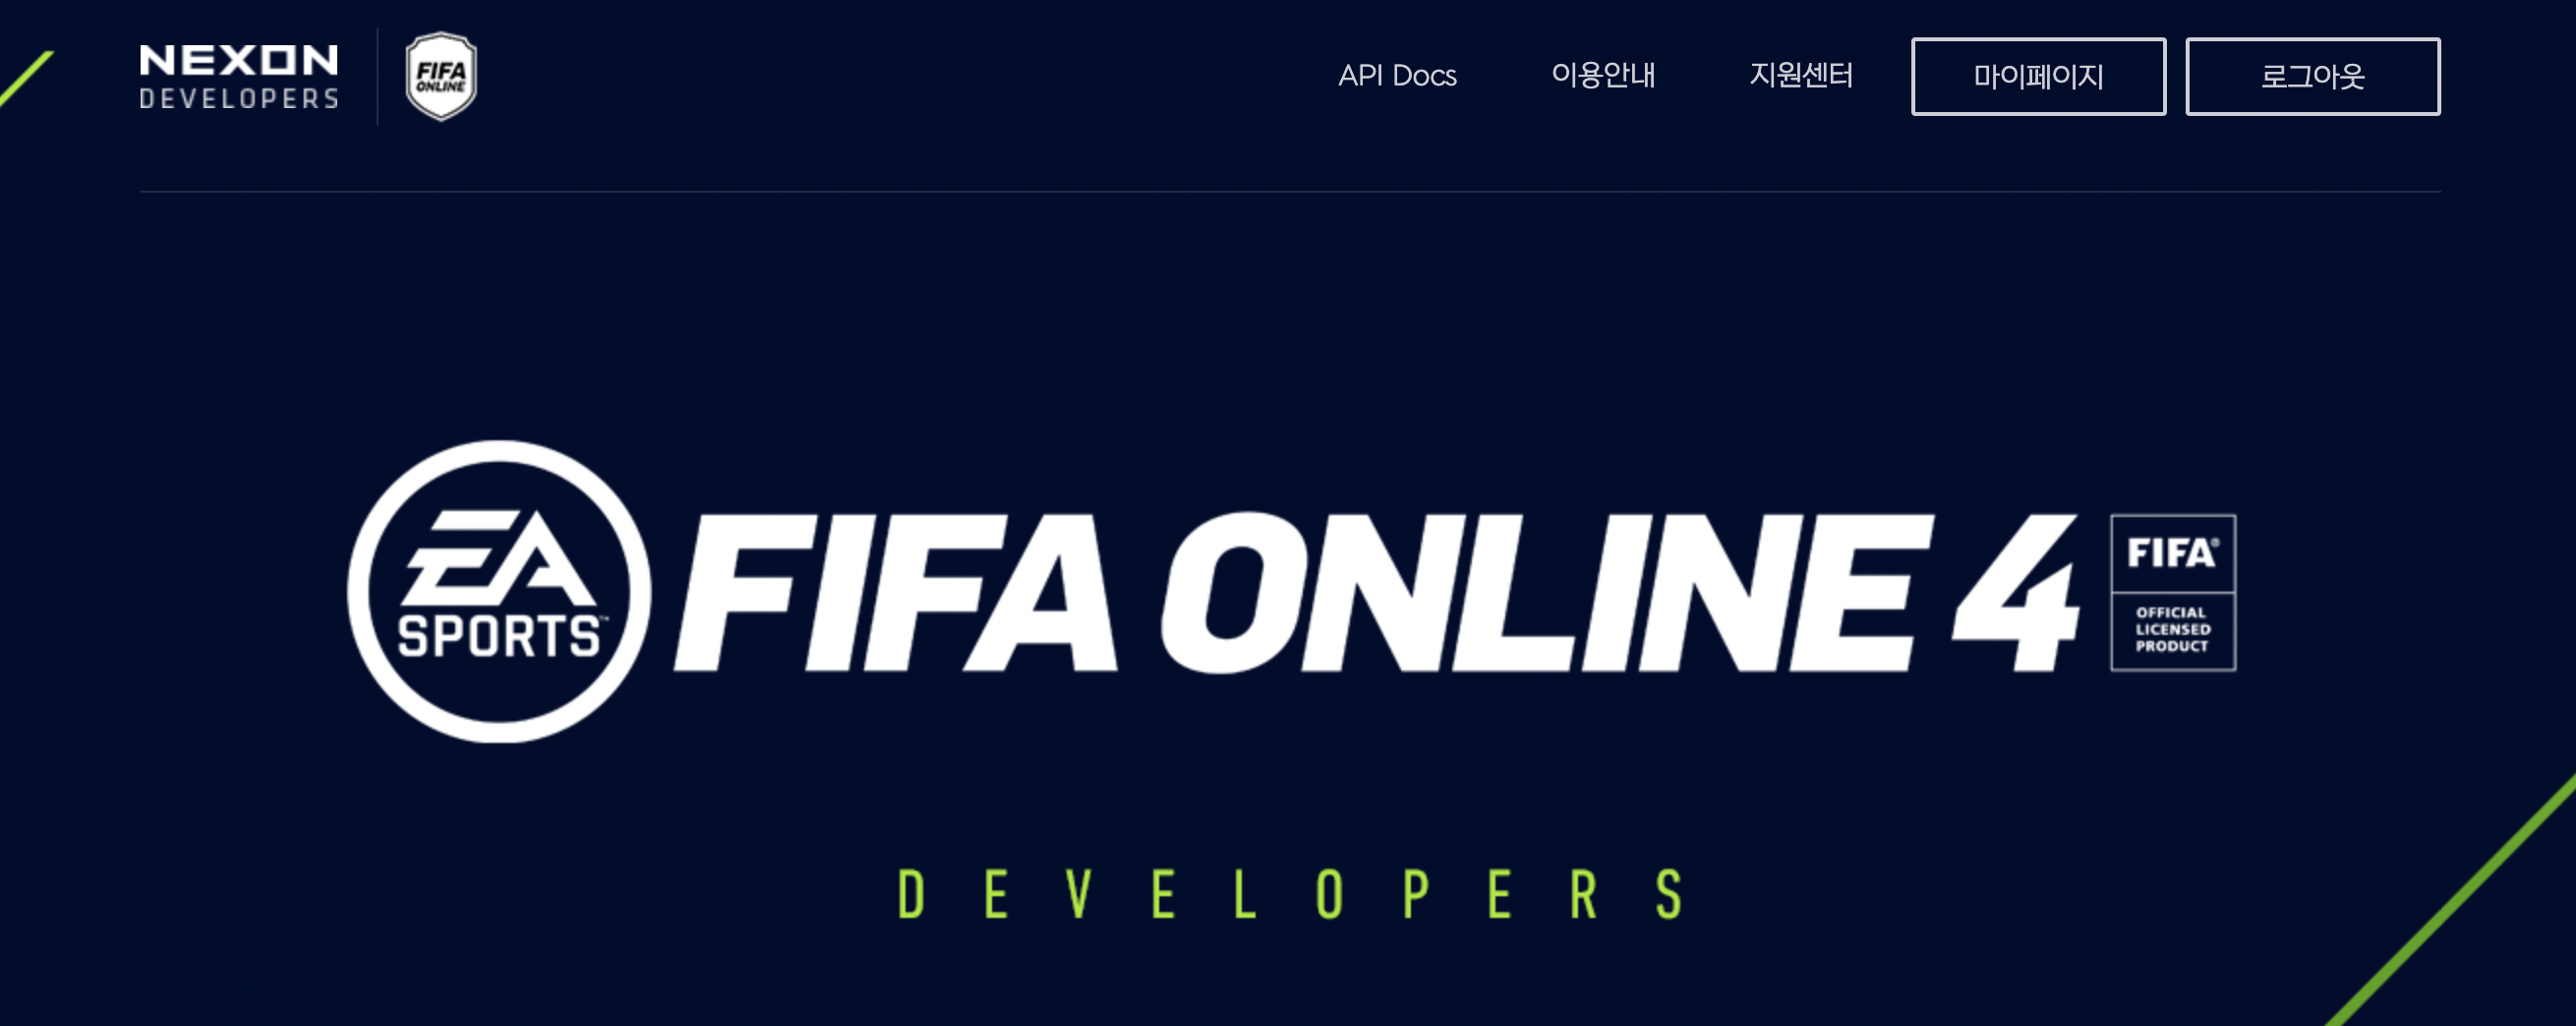 NEXON
DEVELOPERS
FIFA
ONLINE
API Docs
이용안내
지원센터
마이페이지
로그아웃
EA
SPORTS™
FIFA ONLINE 4
FIFA®
OFFICIAL
LICENSED
PRODUCT
DEVELOPERS